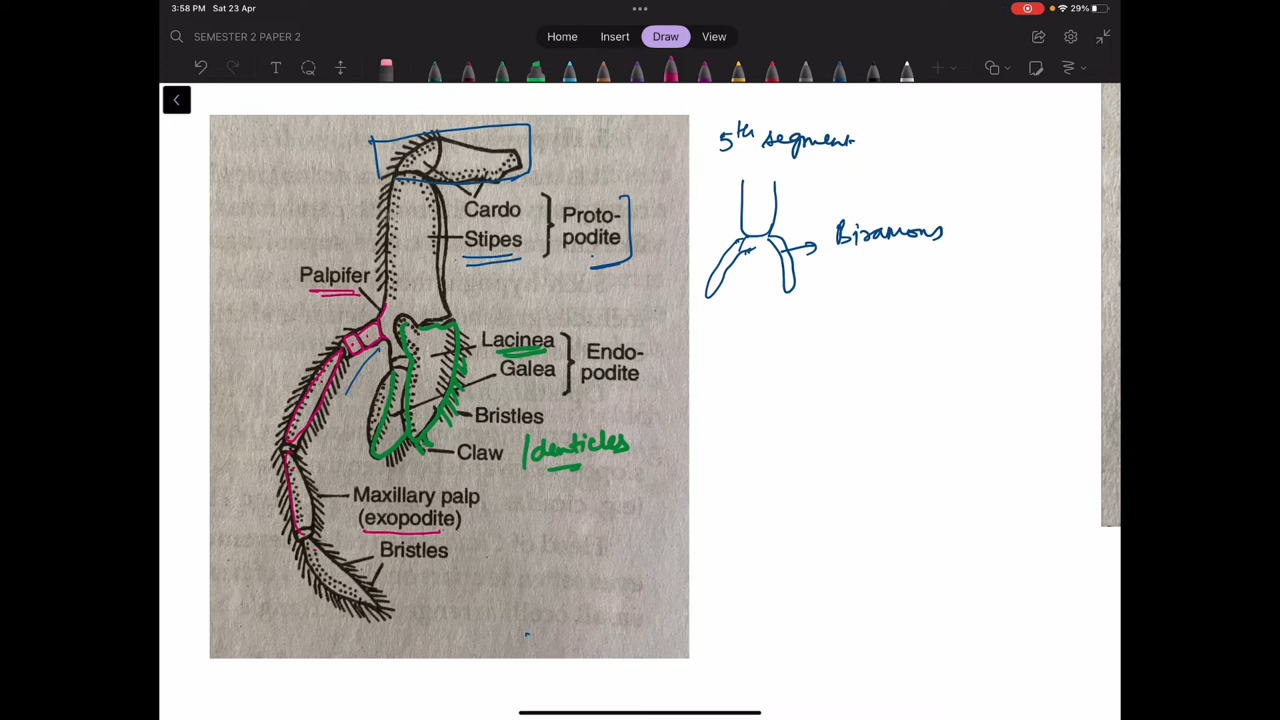 3:58 PM Sat 23 Apr
29%
SEMESTER 2 PAPER 2
Home Insert Draw View
Cardo
Stipes
Proto-
podite
Palpifer
Lacinea
Galea
Endo-
podite
Bristles
Claw
/denticles
Maxillary palp
(exopodite)
Bristles
5th segment
Biramous